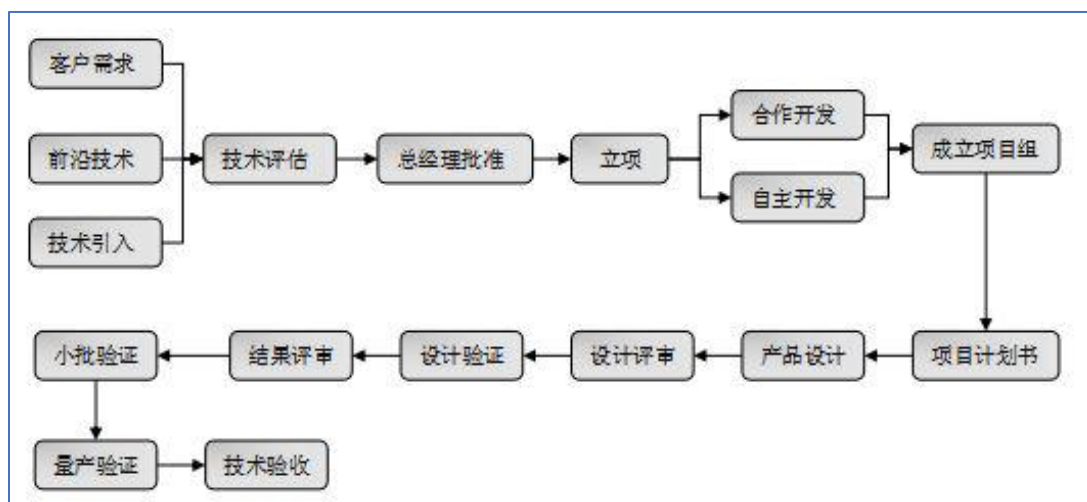 客户需求
前沿技术
技术引入
技术评估
总经理批准
立项
合作开发
自主开发
成立项目组
项目计划书
产品设计
设计评审
设计验证
结果评审
小批验证
量产验证
技术验收